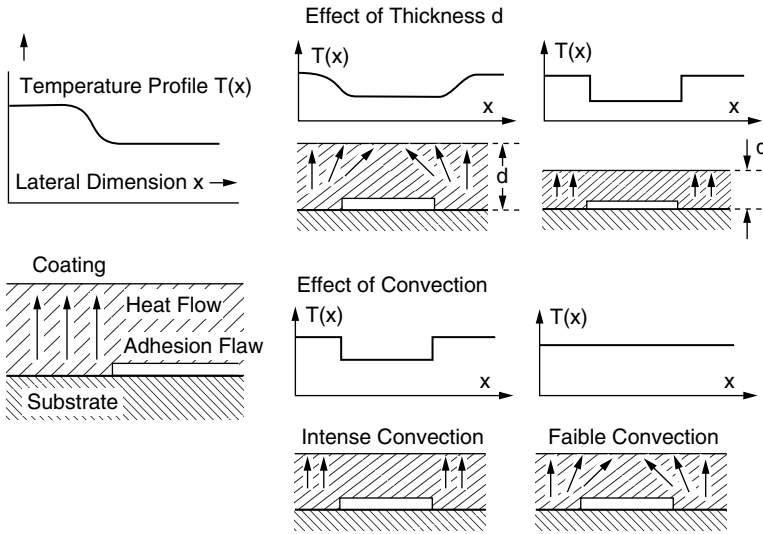 Effect of Thickness d
Temperature Profile T(x)
Lateral Dimension x
T(x)
x
d
T(x)
x
d
Coating
Heat Flow
Adhesion Flaw
Substrate
Effect of Convection
T(x)
x
Intense Convection
T(x)
x
Faible Convection